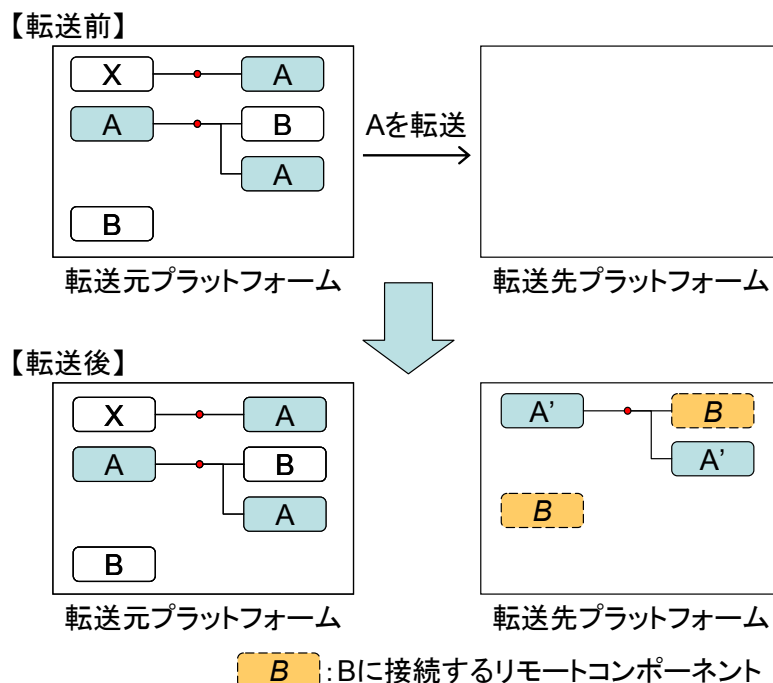 【転送前】
X A
A B
Aを転送
A
B
転送元プラットフォーム 転送先プラットフォーム
【転送後】
X A A' B
A B A'
A B
B
転送元プラットフォーム 転送先プラットフォーム
B :Bに接続するリモートコンポーネント